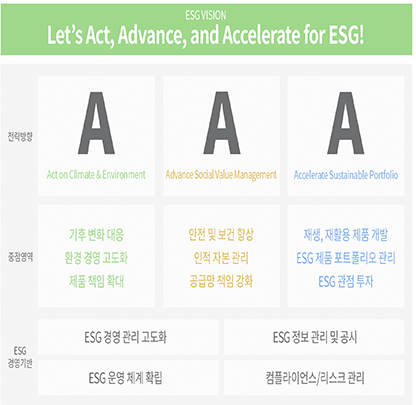 ESG VISION
Let's Act, Advance, and Accelerate for ESG!
전략방향
A
A
A
Act on Climate & Environment
Advance Social Value Management
Accelerate Sustainable Portfolio
중점영역
기후 변화 대응
환경 경영 고도화
제품 책임 확대
안전 및 보건 향상
인적 자본 관리
공급망 책임 강화
재생, 재활용 제품 개발
ESG 제품 포트폴리오 관리
ESG 관점 투자
ESG
경영기반
ESG 경영 관리 고도화
ESG 정보 관리 및 공시
ESG 운영 체계 확립
컴플라이언스/리스크 관리